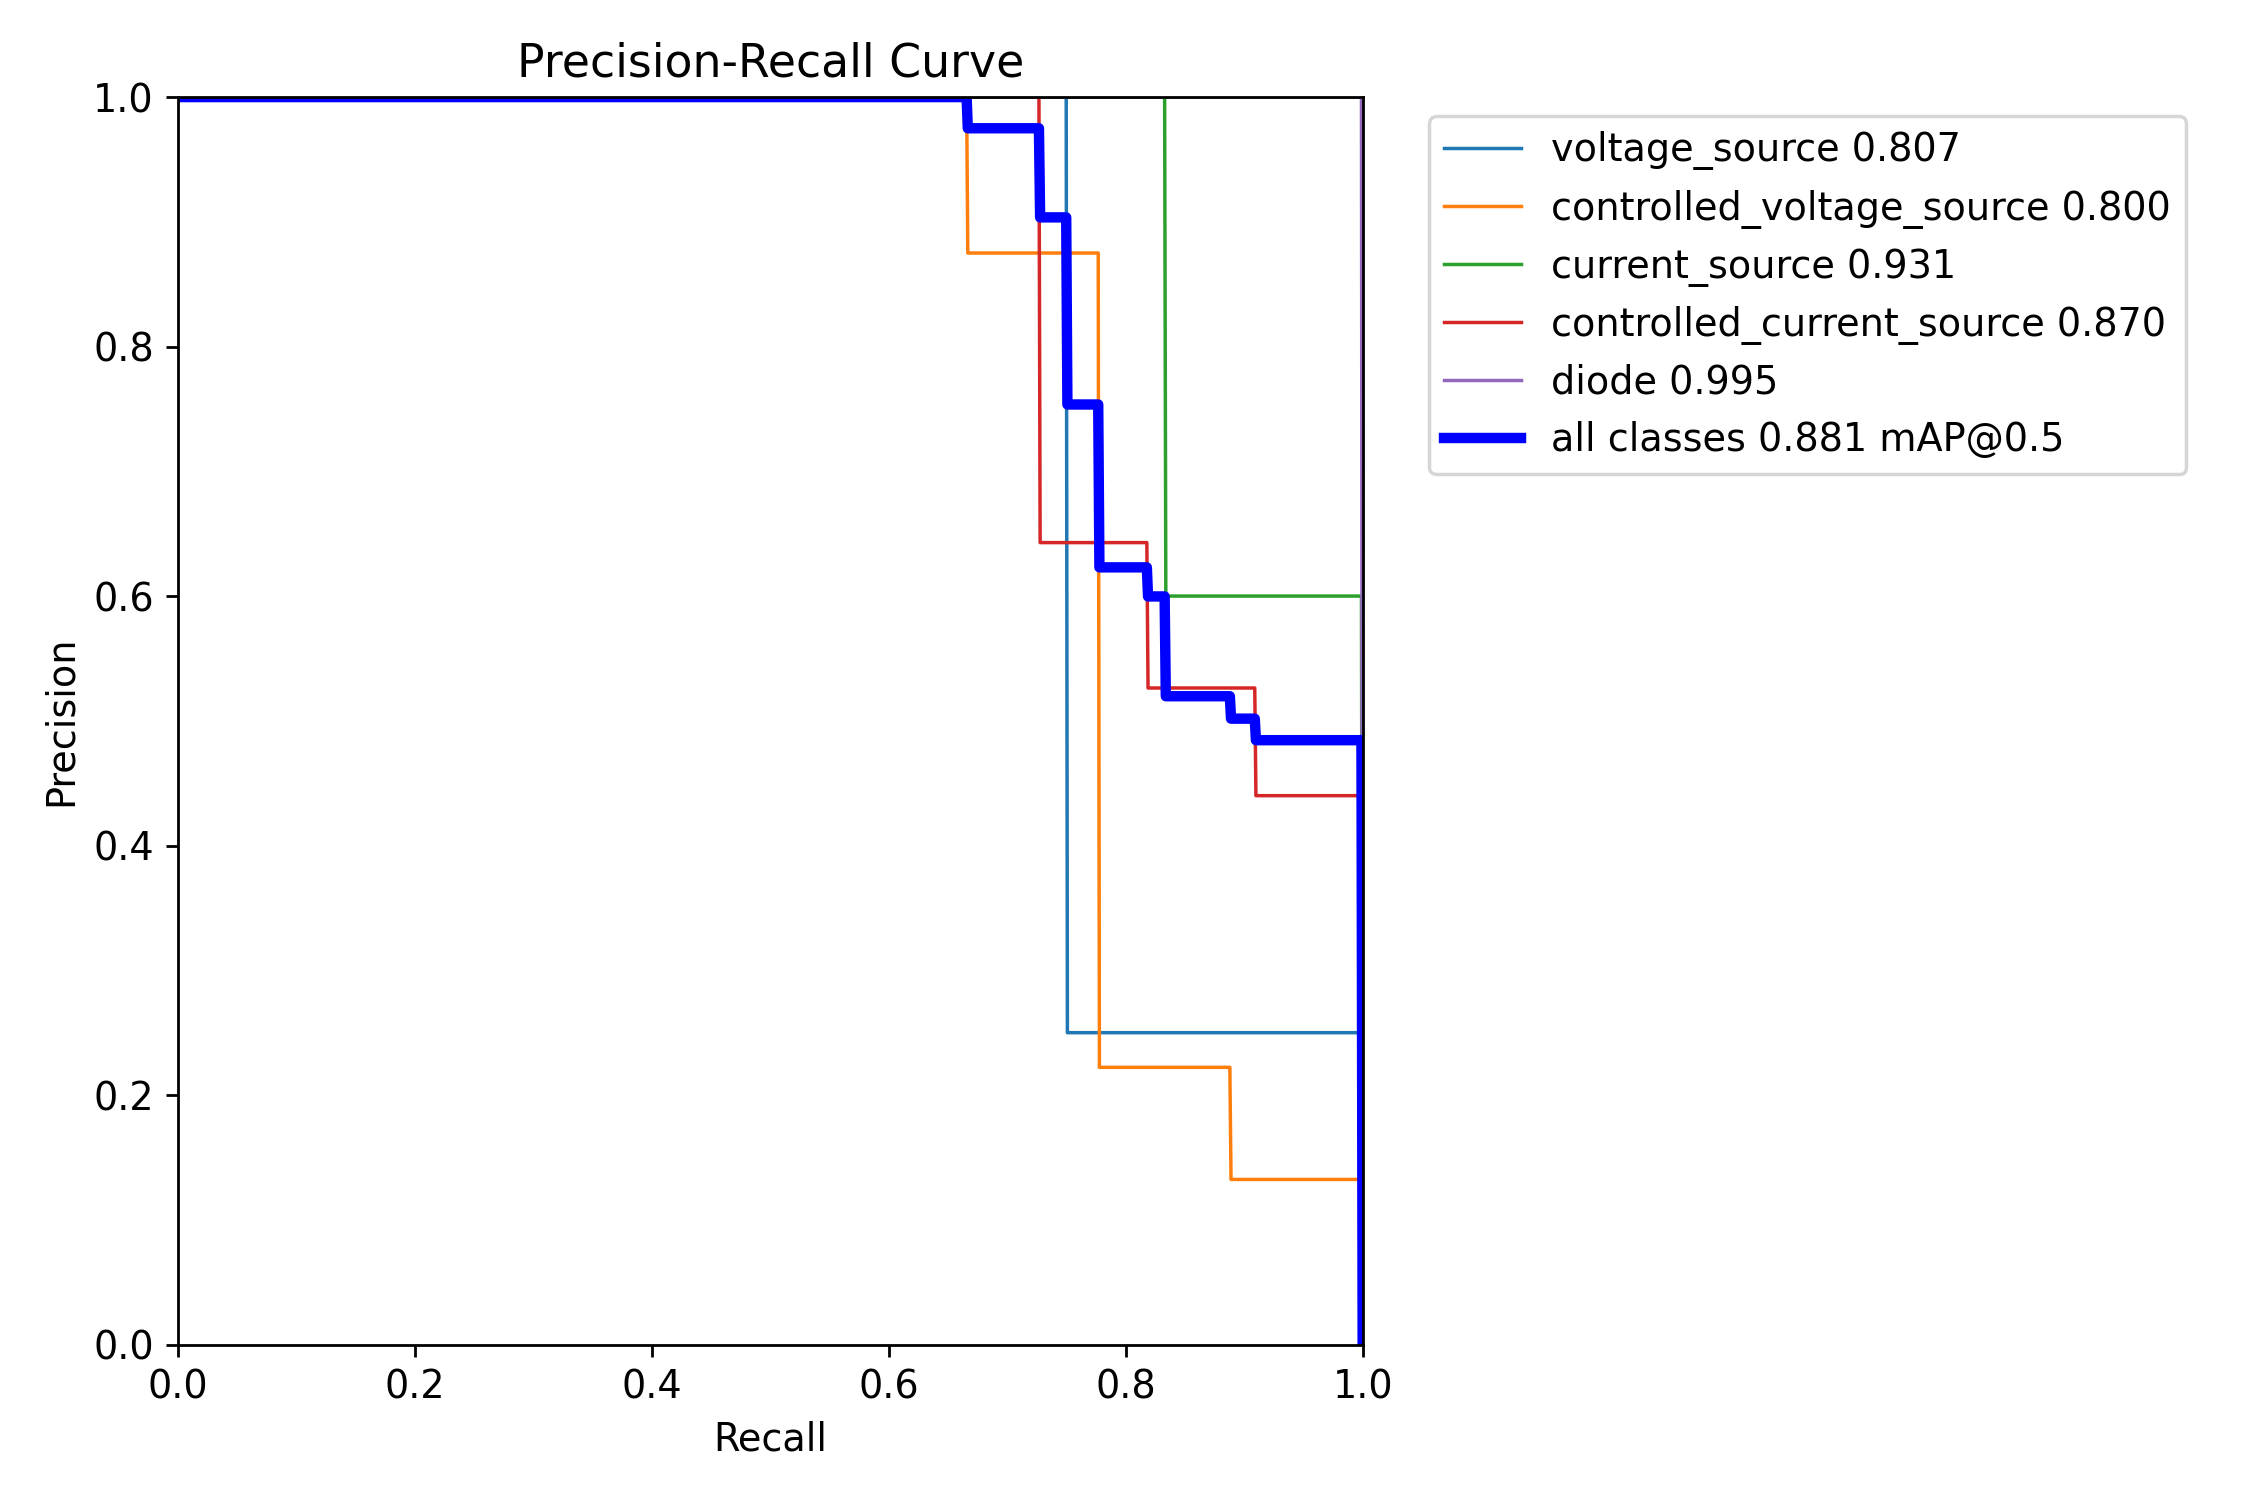 Precision-Recall Curve
1.0
0.8
0.6
0.4
0.2
0.0
Precision
0.0 0.2 0.4 0.6 0.8 1.0
Recall
voltage_source 0.807
controlled_voltage_source 0.800
current_source 0.931
controlled_current_source 0.870
diode 0.995
all classes 0.881 mAP@0.5